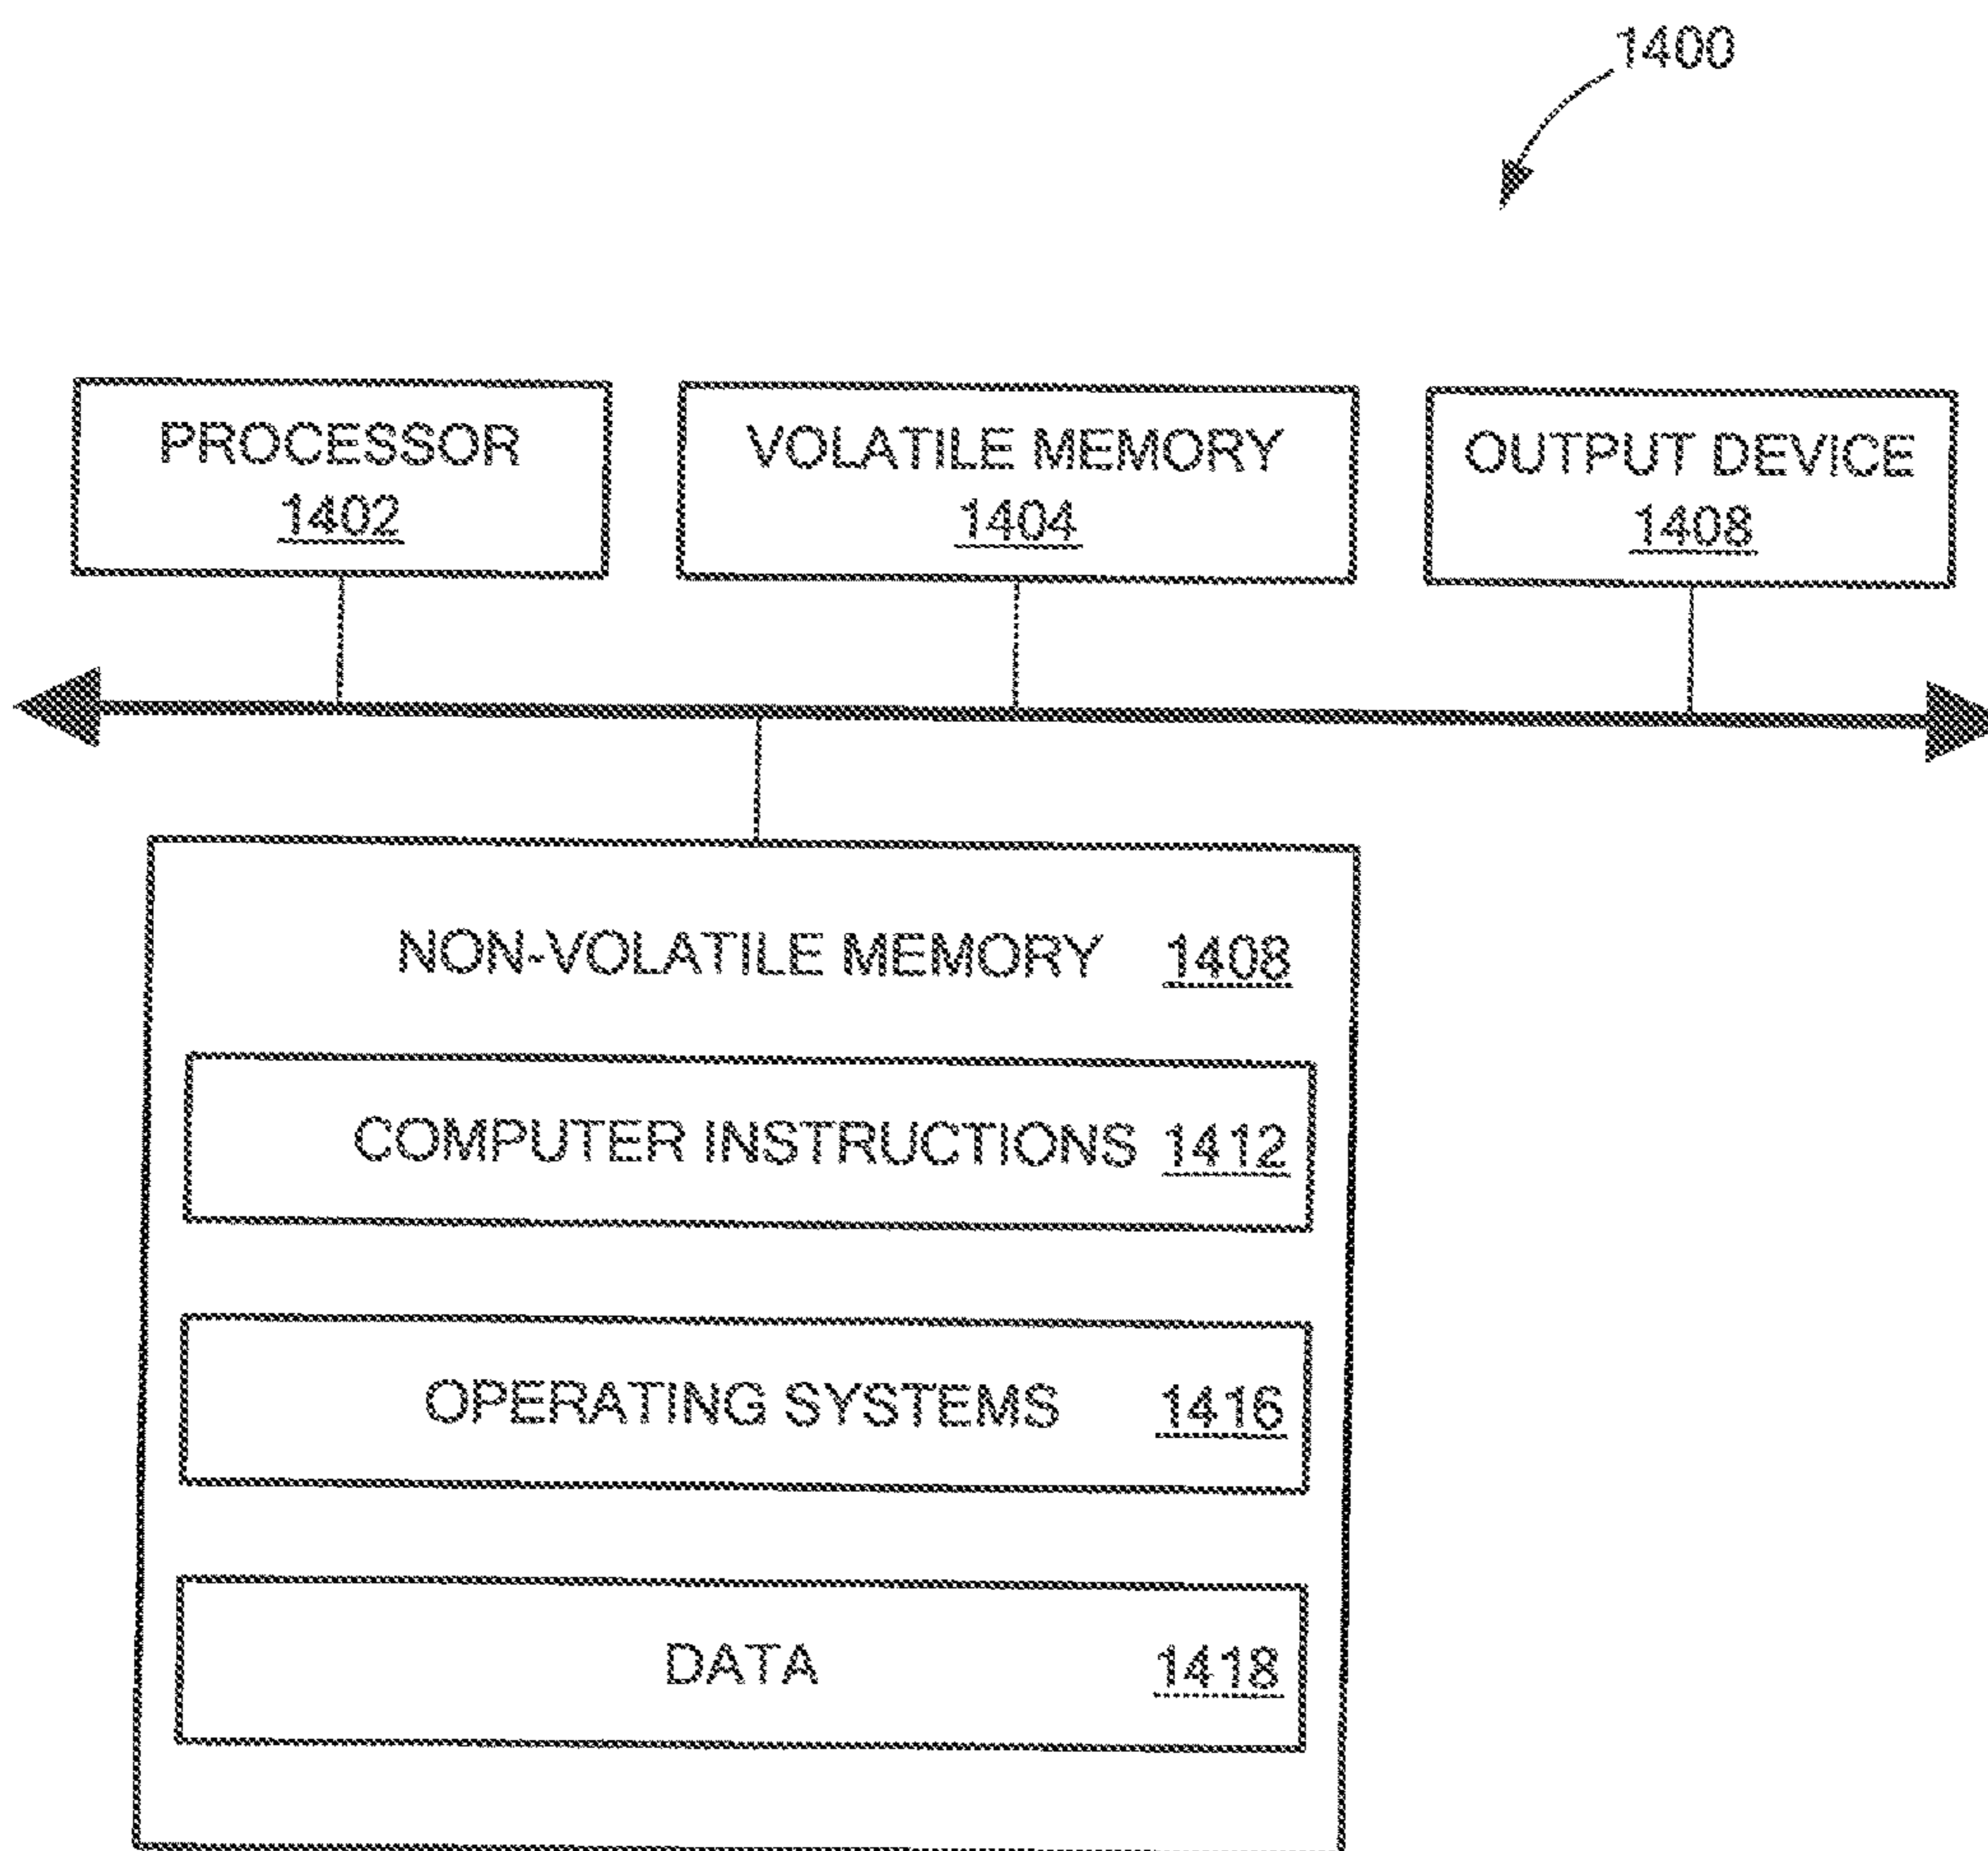 1400
PROCESSOR
1402
VOLATILE MEMORY
1404
OUTPUT DEVICE
1408
NON-VOLATILE MEMORY 1408
COMPUTER INSTRUCTIONS 1412
OPERATING SYSTEMS 1416
DATA 1418